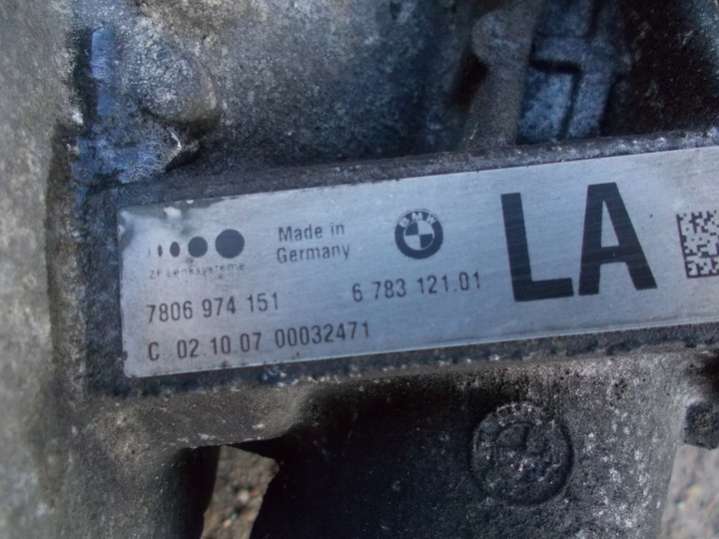 Made in
Germany
BMW
LA
ZF Lenksysteme
7806 974 151
6 783 121.01
C 02.10.07 00032471